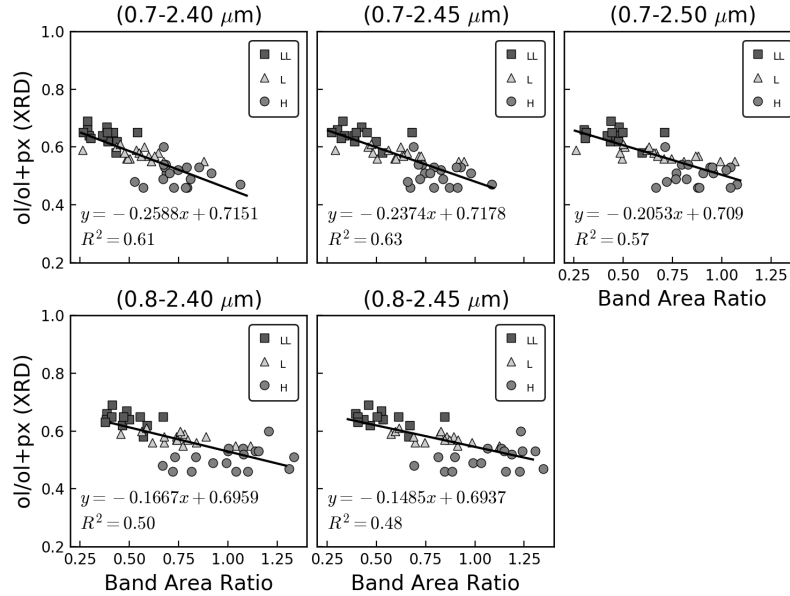 (0.7-2.40 μm)
(0.7-2.45 μm)
(0.7-2.50 μm)
ol/ol+px (XRD)
1.0
0.8
0.6
0.4
0.2
LL
L
H
y = −0.2588x + 0.7151
R² = 0.61
LL
L
H
y = −0.2374x + 0.7178
R² = 0.63
LL
L
H
y = −0.2053x + 0.709
R² = 0.57
0.25 0.50 0.75 1.00 1.25
Band Area Ratio
(0.8-2.40 μm)
(0.8-2.45 μm)
ol/ol+px (XRD)
1.0
0.8
0.6
0.4
0.2
LL
L
H
y = −0.1667x + 0.6959
R² = 0.50
0.25 0.50 0.75 1.00 1.25
Band Area Ratio
LL
L
H
y = −0.1485x + 0.6937
R² = 0.48
0.25 0.50 0.75 1.00 1.25
Band Area Ratio